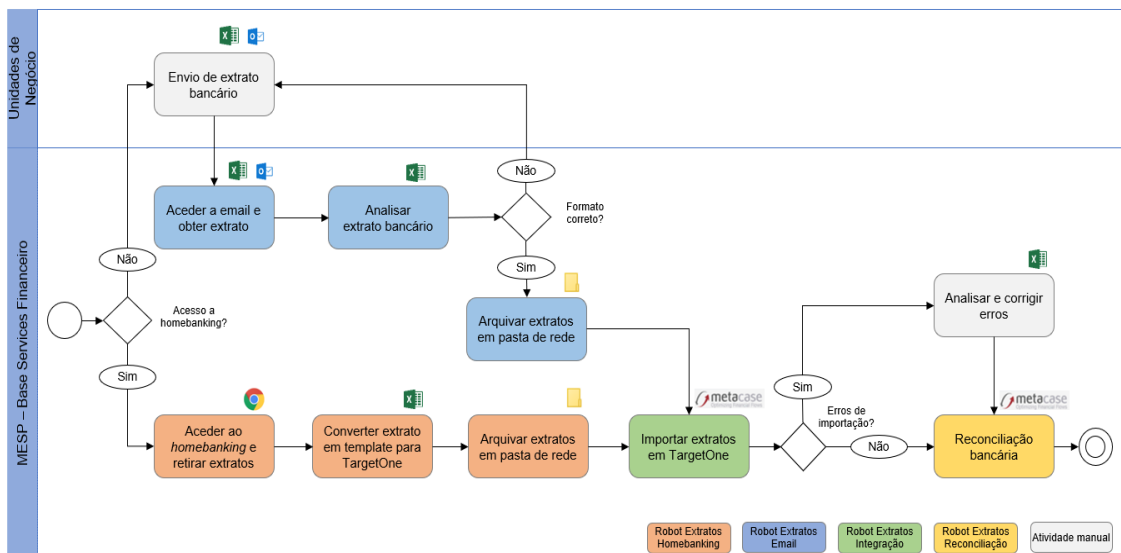 Unidades de
Negócio
Envio de extrato
bancário
MESP – Base Services Financeiro
Aceder a email e
obter extrato
Analisar
extrato bancário
Não
Formato
correto?
Sim
Não
Acesso a
homebanking?
Sim
Arquivar extratos
em pasta de rede
Analisar e corrigir
erros
Aceder ao
homebanking e
retirar extratos
Converter extrato
em template para
TargetOne
Arquivar extratos
em pasta de rede
metacase
Importar extratos
em TargetOne
Sim
Erros de
importação?
Não
metacase
Reconciliação
bancária
Robot Extratos
Homebanking
Robot Extratos
Email
Robot Extratos
Integração
Robot Extratos
Reconciliação
Atividade manual